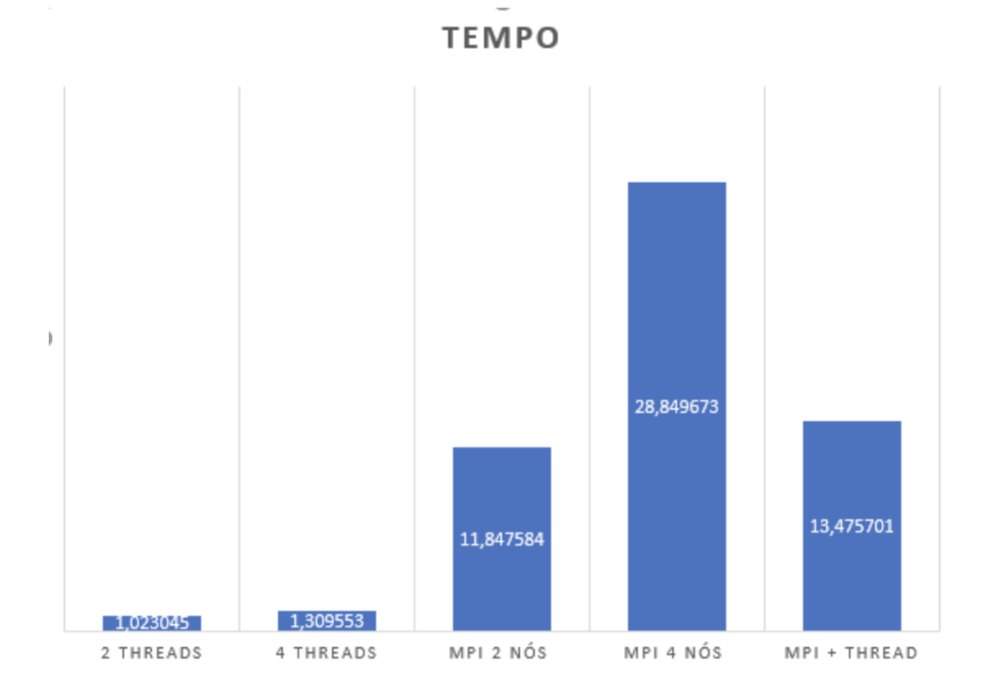 TEMPO
28,849673
13,475701
11,847584
1,023045
1,309553
2 THREADS
4 THREADS
MPI 2 NÓS
MPI 4 NÓS
MPI + THREAD